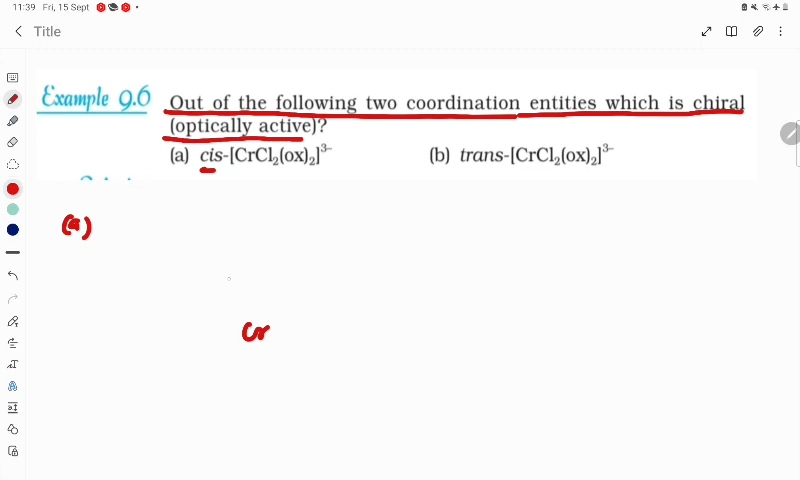 11:39 Fri, 15 Sept
Title
Example 9.6 Out of the following two coordination entities which is chiral
(optically active)?
(a) cis-[CrCl₂(ox)₂]³⁻ (b) trans-[CrCl₂(ox)₂]³⁻
(a)
Cr